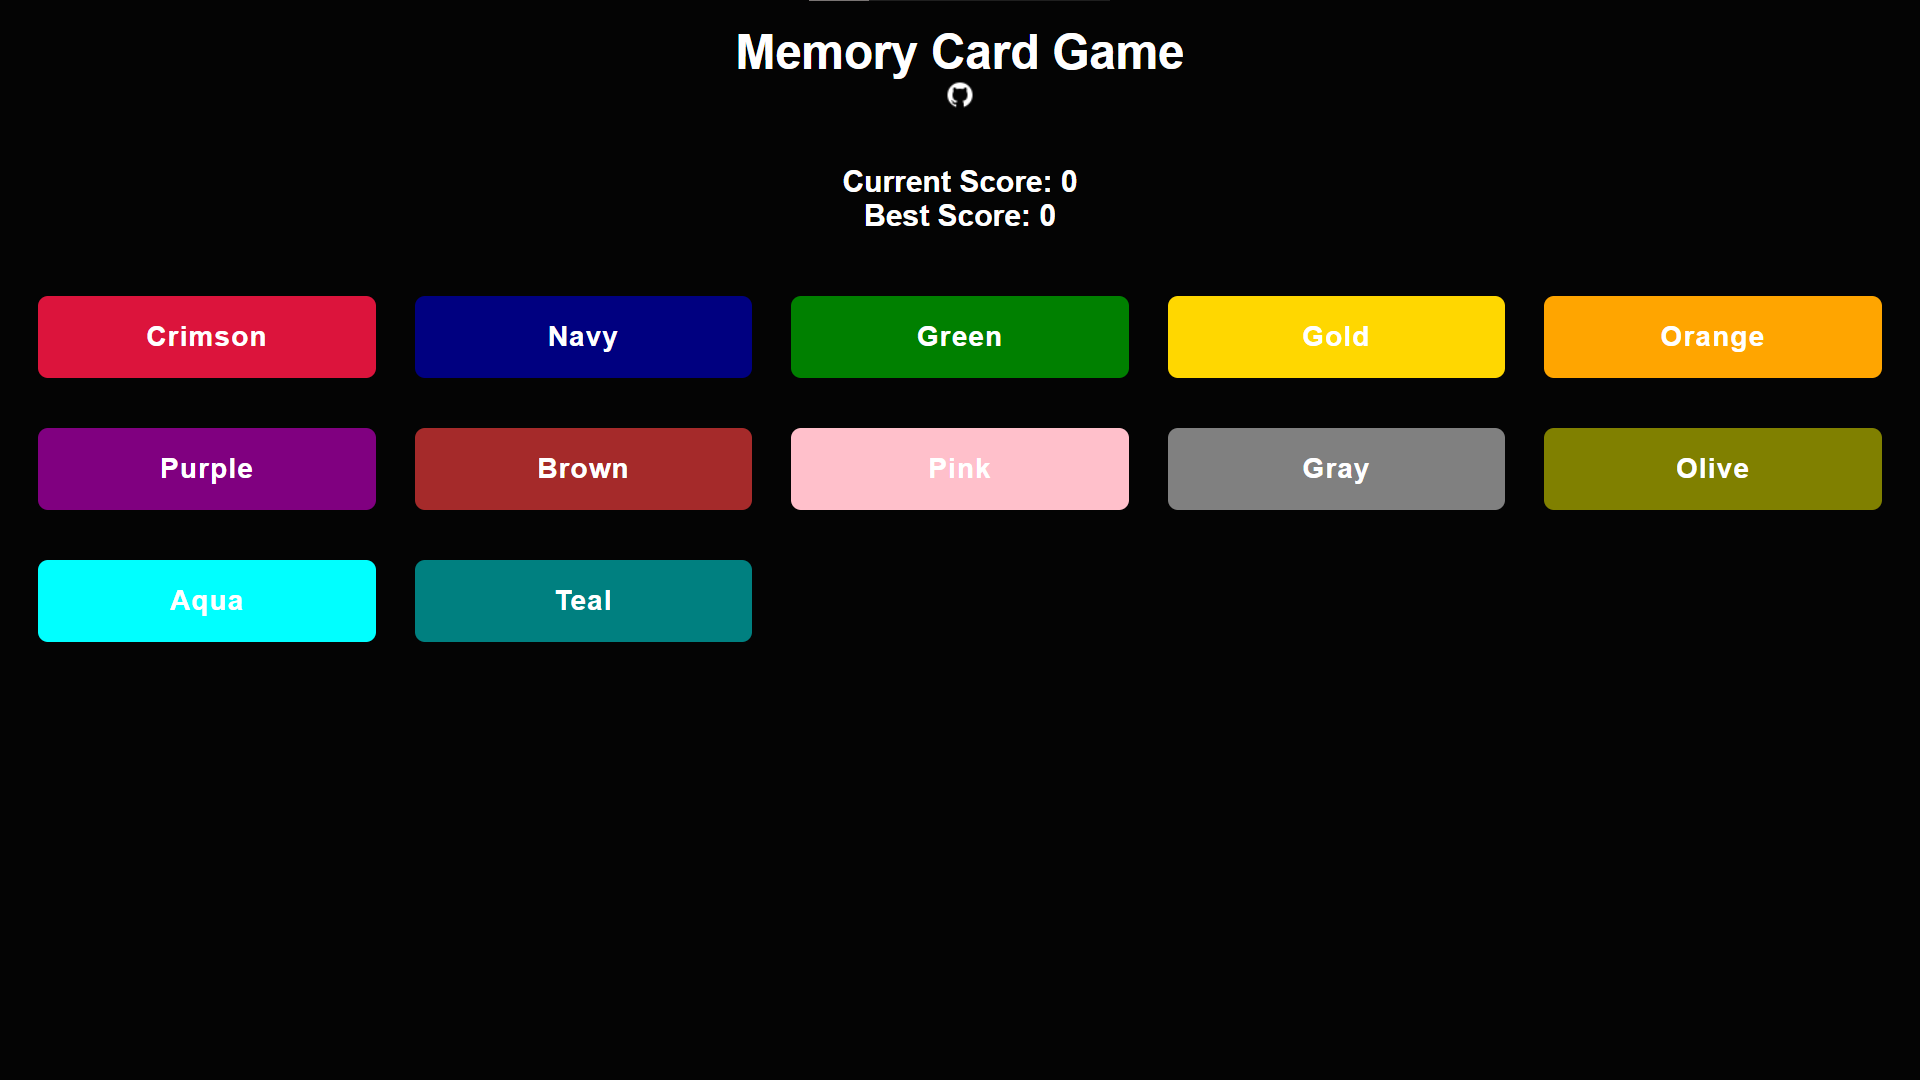 Memory Card Game
Current Score: 0
Best Score: 0
Crimson
Navy
Green
Gold
Orange
Purple
Brown
Pink
Gray
Olive
Aqua
Teal